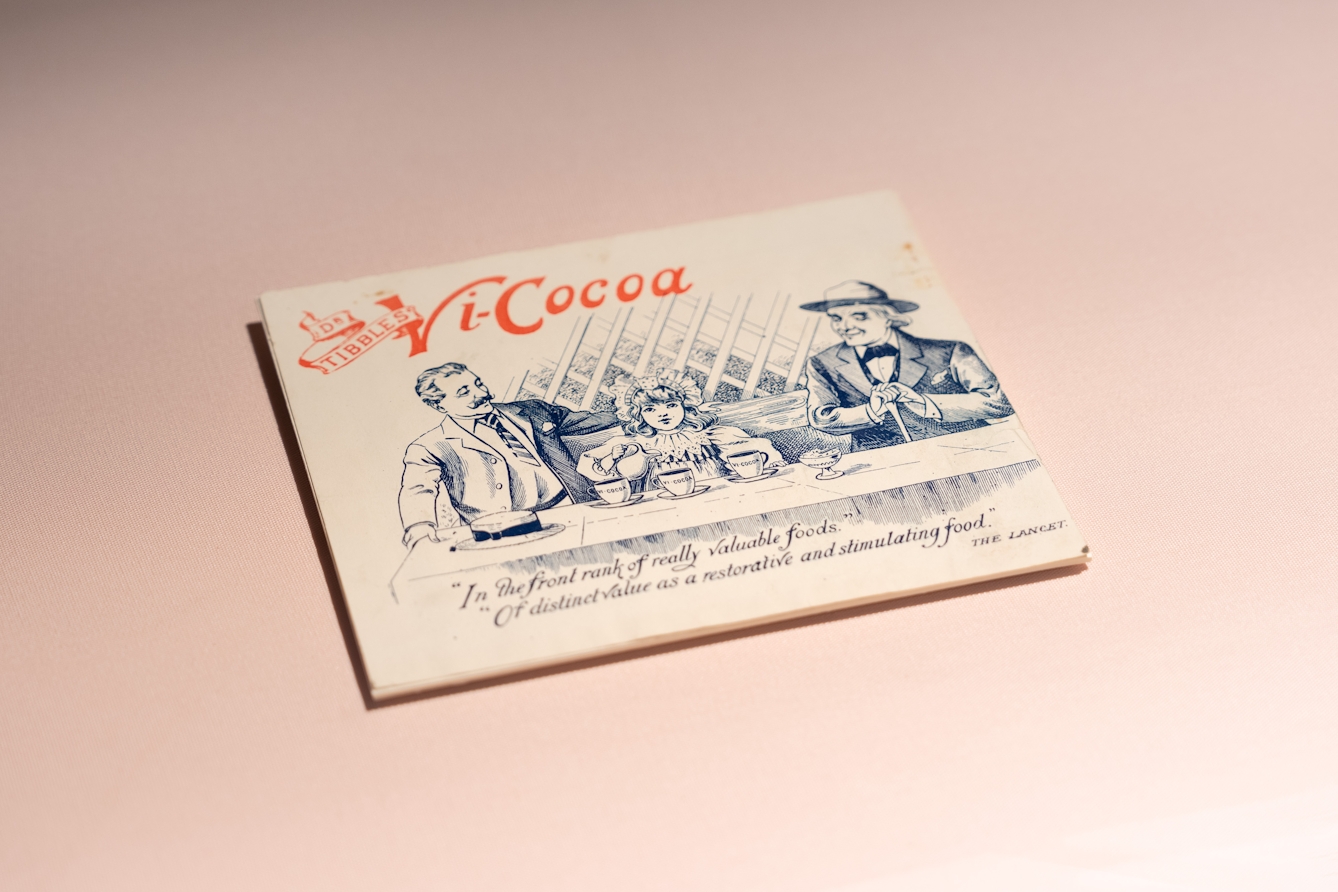 Dr
TIBBLES'
Vi-Cocoa
VI-COCOA
VI-COCOA
VI-COCOA
"In the front rank of really valuable foods."
"Of distinct value as a restorative and stimulating food."
THE LANCET.